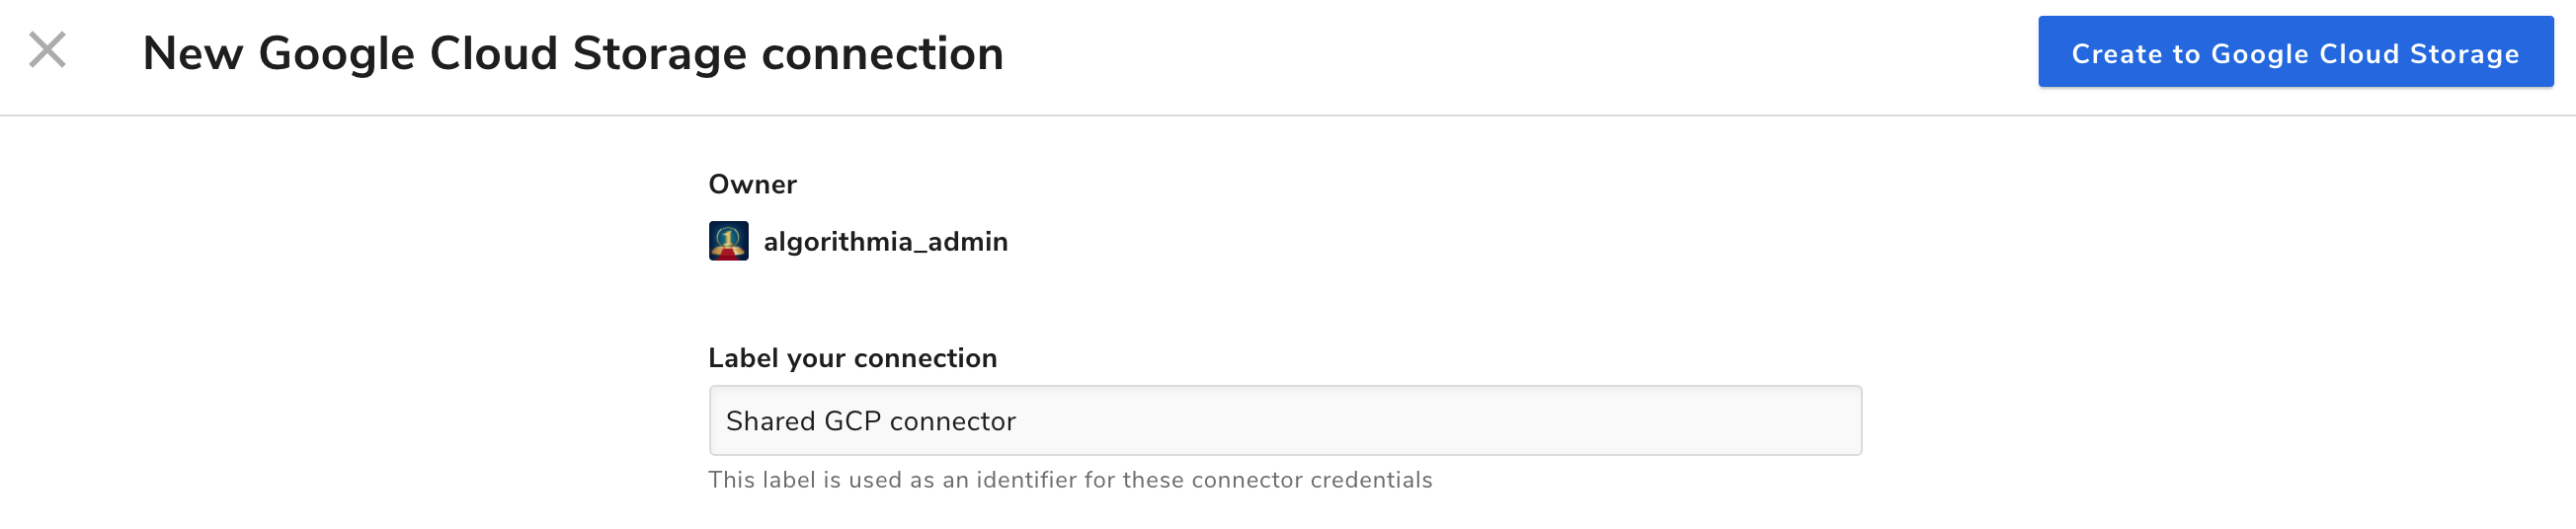 New Google Cloud Storage connection
Create to Google Cloud Storage
Owner
1
algorithmia_admin
Label your connection
Shared GCP connector
This label is used as an identifier for these connector credentials